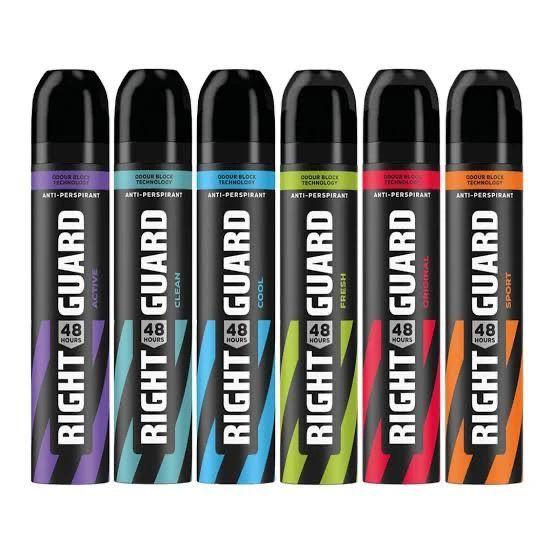 ODOUR BLOCK
TECHNOLOGY
ANTI-PERSPIRANT
RIGHT GUARD
48
HOURS
ACTIVE
ODOUR BLOCK
TECHNOLOGY
ANTI-PERSPIRANT
RIGHT GUARD
48
HOURS
CLEAN
ODOUR BLOCK
TECHNOLOGY
ANTI-PERSPIRANT
RIGHT GUARD
48
HOURS
COOL
ODOUR BLOCK
TECHNOLOGY
ANTI-PERSPIRANT
RIGHT GUARD
48
HOURS
FRESH
ODOUR BLOCK
TECHNOLOGY
ANTI-PERSPIRANT
RIGHT GUARD
48
HOURS
ORIGINAL
ODOUR BLOCK
TECHNOLOGY
ANTI-PERSPIRANT
RIGHT GUARD
48
HOURS
SPORT